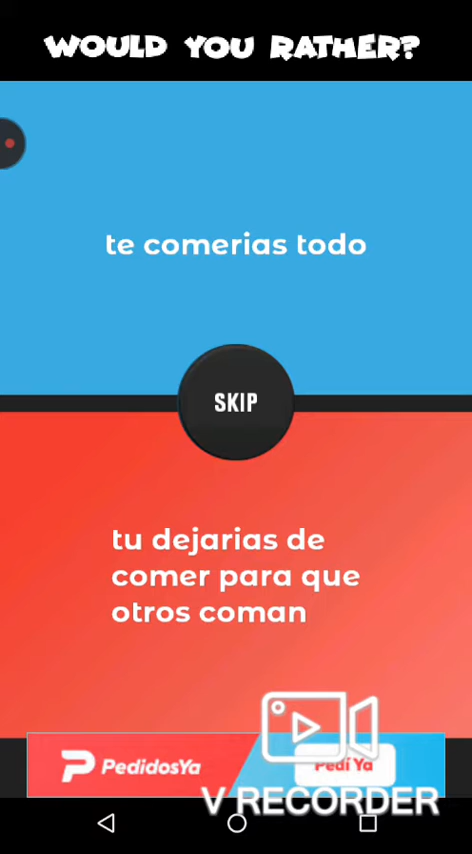 WOULD YOU RATHER?
te comerias todo
SKIP
tu dejarias de
comer para que
otros coman
PedidosYa
Pedí Ya
V RECORDER